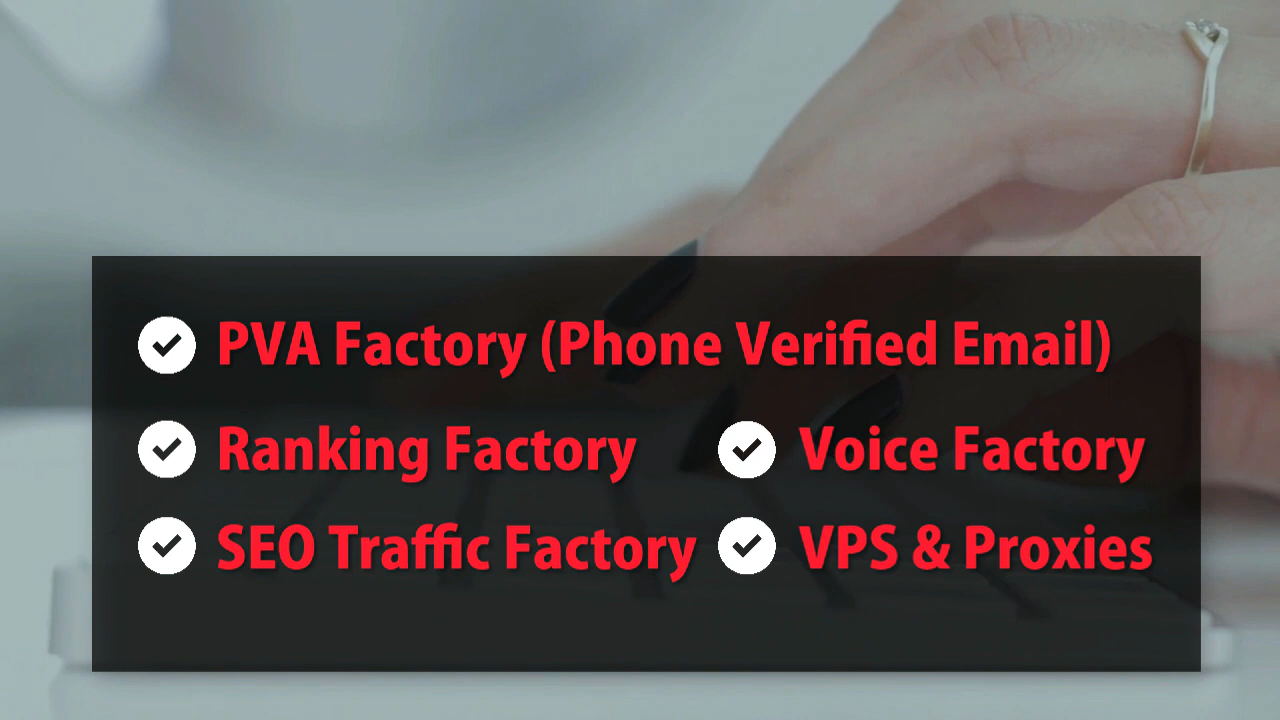 PVA Factory (Phone Verified Email)
Ranking Factory
Voice Factory
SEO Traffic Factory
VPS & Proxies